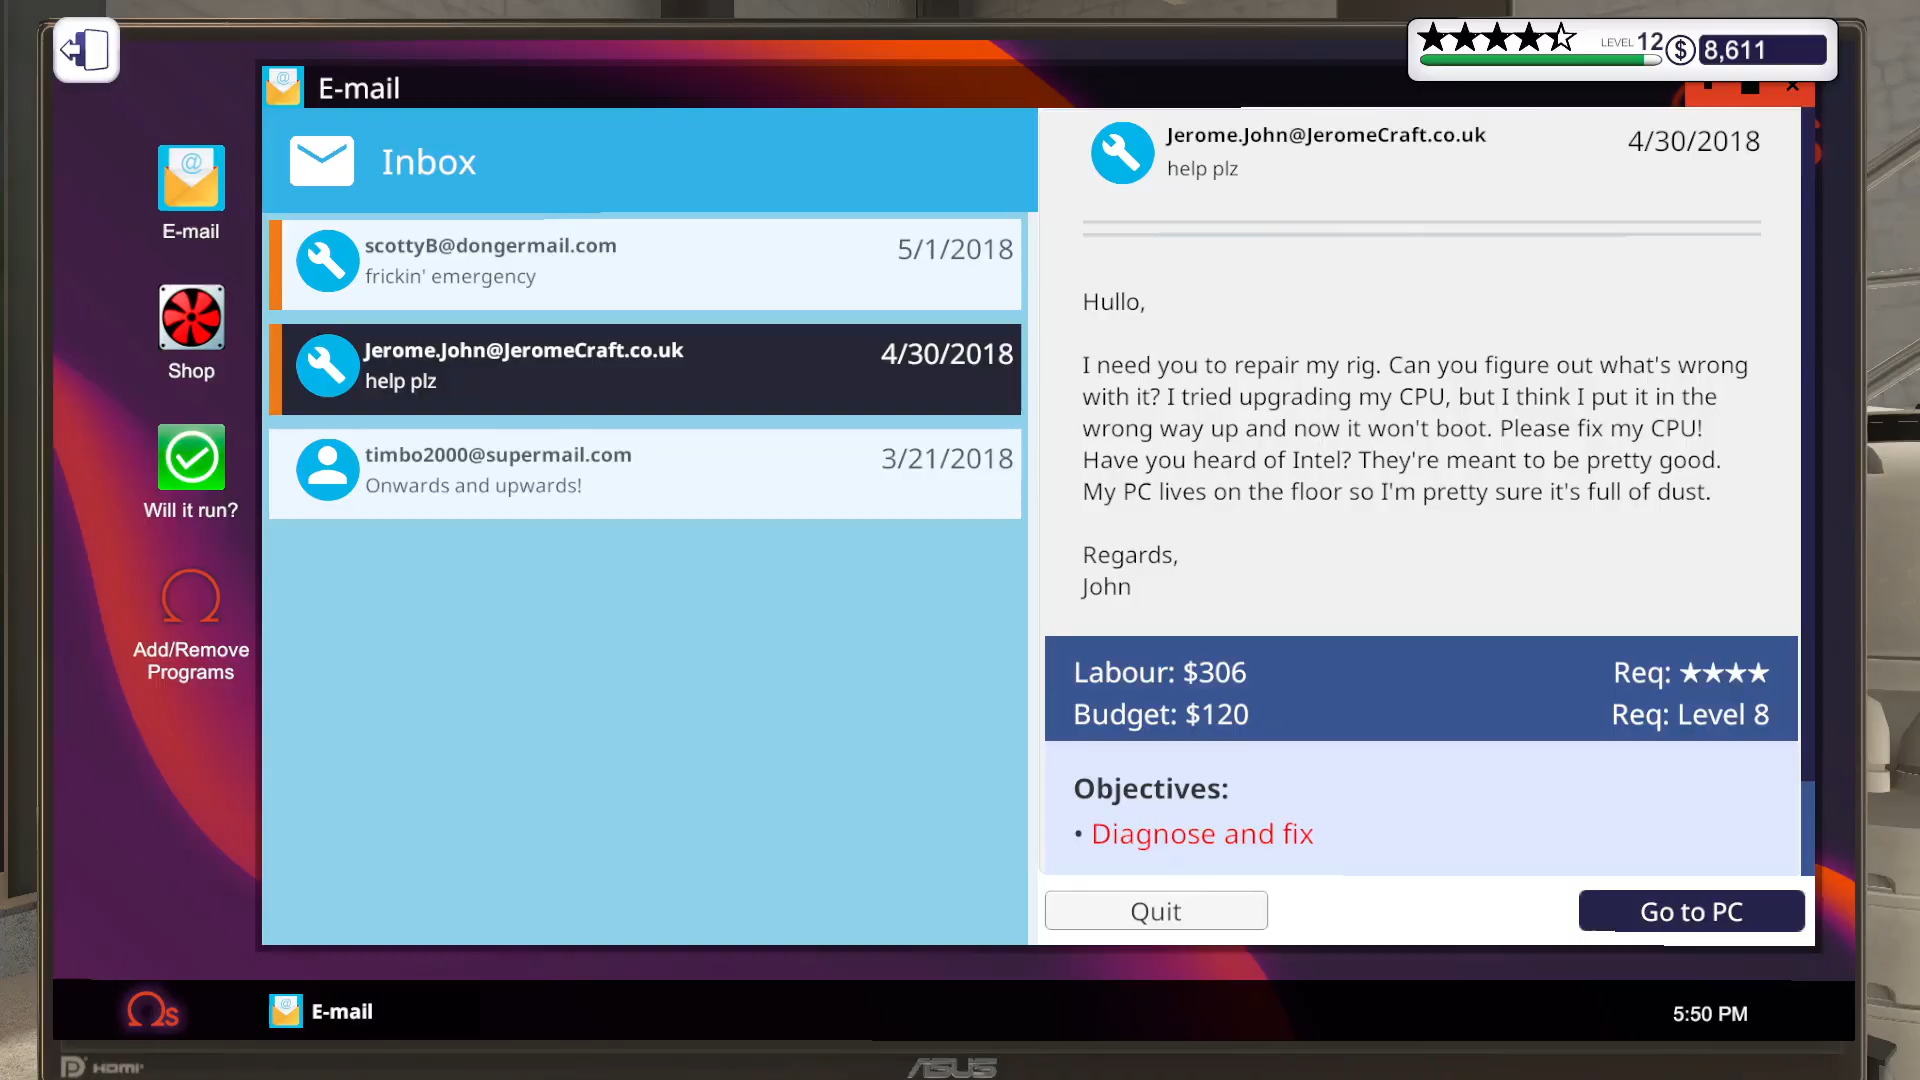 LEVEL 12
$ 8,611
E-mail
Inbox
scottyB@dongermail.com
5/1/2018
frickin' emergency
Jerome.John@JeromeCraft.co.uk
4/30/2018
help plz
timbo2000@supermail.com
3/21/2018
Onwards and upwards!
E-mail
Shop
Will it run?
Add/Remove
Programs
Jerome.John@JeromeCraft.co.uk
4/30/2018
help plz
Hullo,
I need you to repair my rig. Can you figure out what's wrong
with it? I tried upgrading my CPU, but I think I put it in the
wrong way up and now it won't boot. Please fix my CPU!
Have you heard of Intel? They're meant to be pretty good.
My PC lives on the floor so I'm pretty sure it's full of dust.
Regards,
John
Labour: $306
Req: ★★★★
Budget: $120
Req: Level 8
Objectives:
• Diagnose and fix
Quit
Go to PC
Ωs
E-mail
5:50 PM
HDMI
ASUS